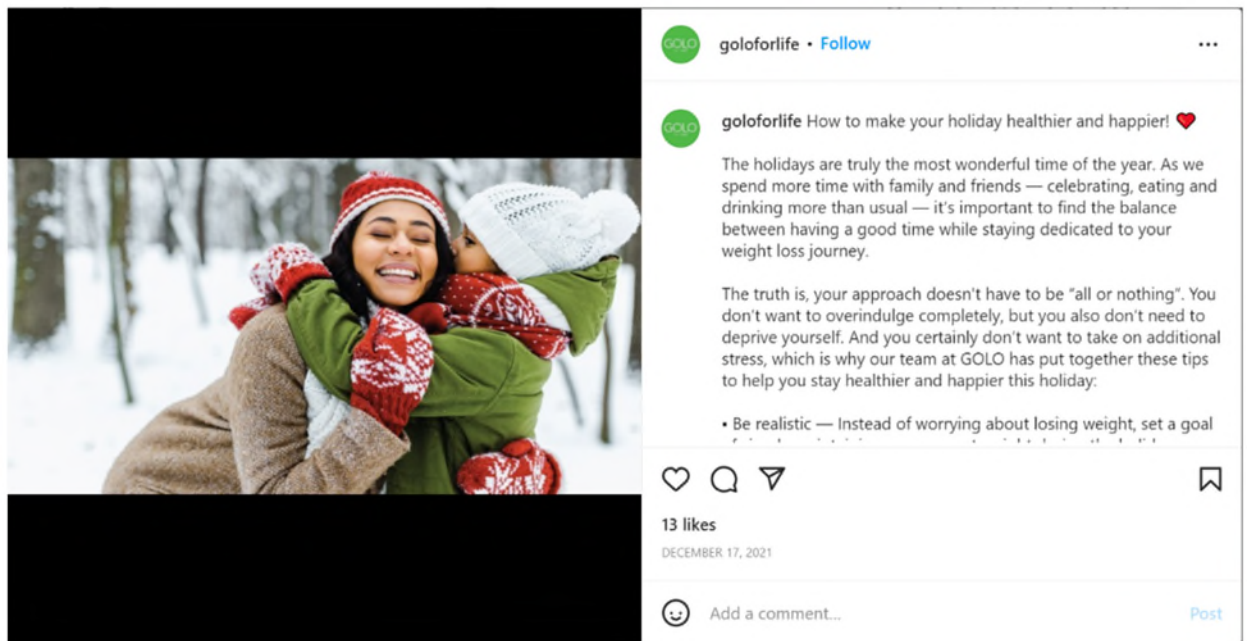 GOLO
goloforlife • Follow
...
GOLO
goloforlife How to make your holiday healthier and happier! ❤️
The holidays are truly the most wonderful time of the year. As we
spend more time with family and friends — celebrating, eating and
drinking more than usual — it's important to find the balance
between having a good time while staying dedicated to your
weight loss journey.
The truth is, your approach doesn't have to be “all or nothing”. You
don't want to overindulge completely, but you also don't need to
deprive yourself. And you certainly don't want to take on additional
stress, which is why our team at GOLO has put together these tips
to help you stay healthier and happier this holiday:
• Be realistic — Instead of worrying about losing weight, set a goal
13 likes
DECEMBER 17, 2021
Add a comment...
Post